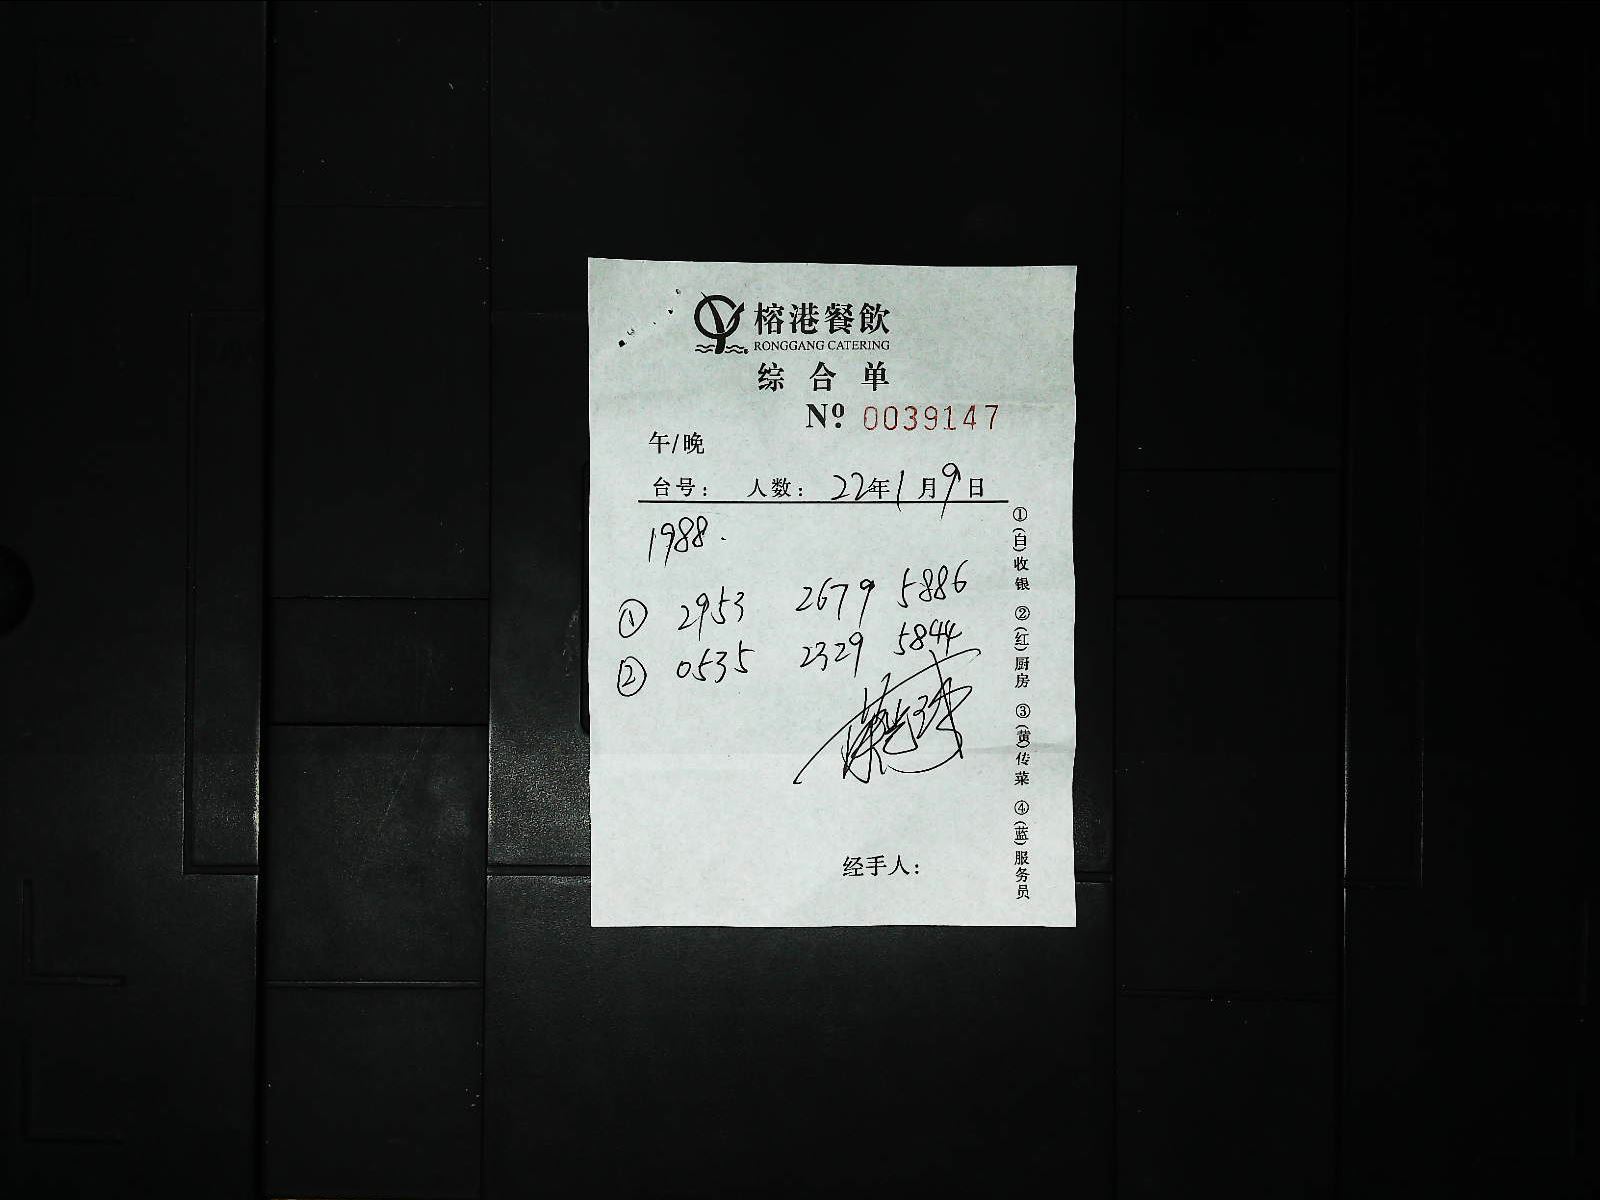 榕港餐飲
RONGGANG CATERING
综合单
№ 0039147
午/晚
台号： 人数： 22年1月9日
1988.
① 2953 2679 5886
② 0535 2329 5844
经手人：
①(白)收银 ②(红)厨房 ③(黄)传菜 ④(蓝)服务员